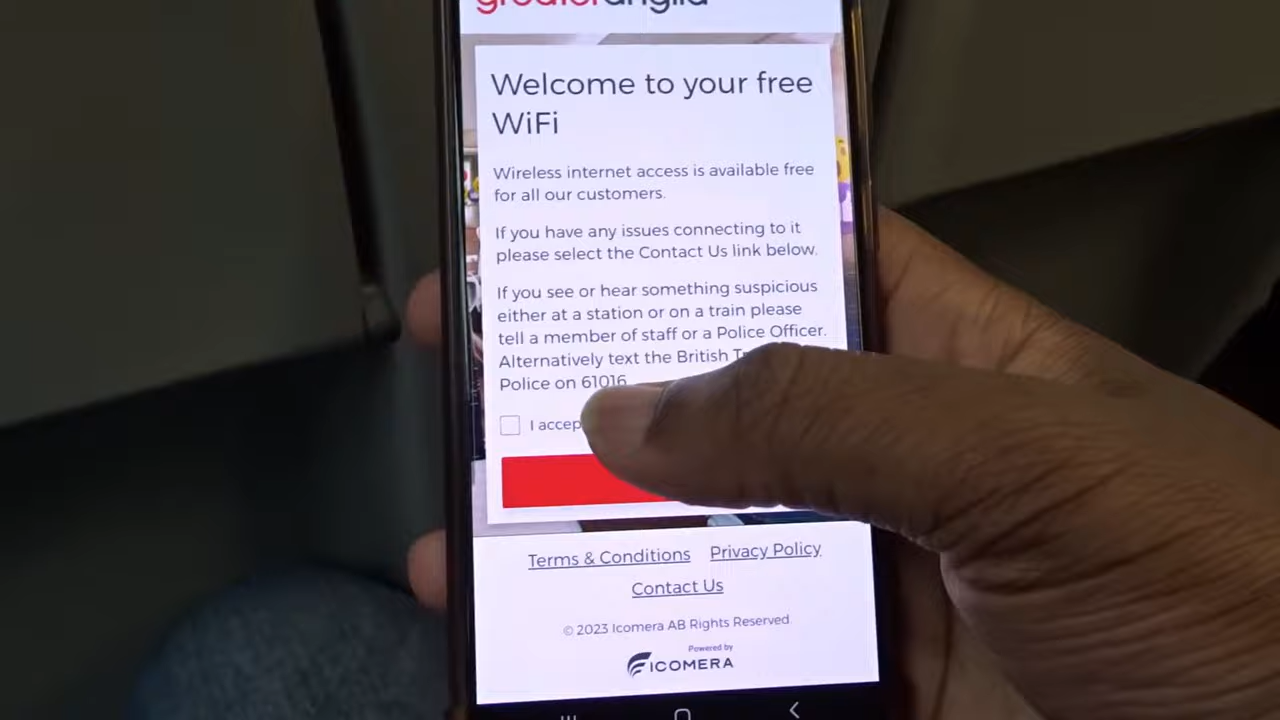 greateranglia
Welcome to your free
WiFi
Wireless internet access is available free
for all our customers.
If you have any issues connecting to it
please select the Contact Us link below.
If you see or hear something suspicious
either at a station or on a train please
tell a member of staff or a Police Officer.
Alternatively text the British
Police on 61016
I accep
Terms & Conditions Privacy Policy
Contact Us
© 2023 Icomera AB Rights Reserved.
Powered by
ICOMERA